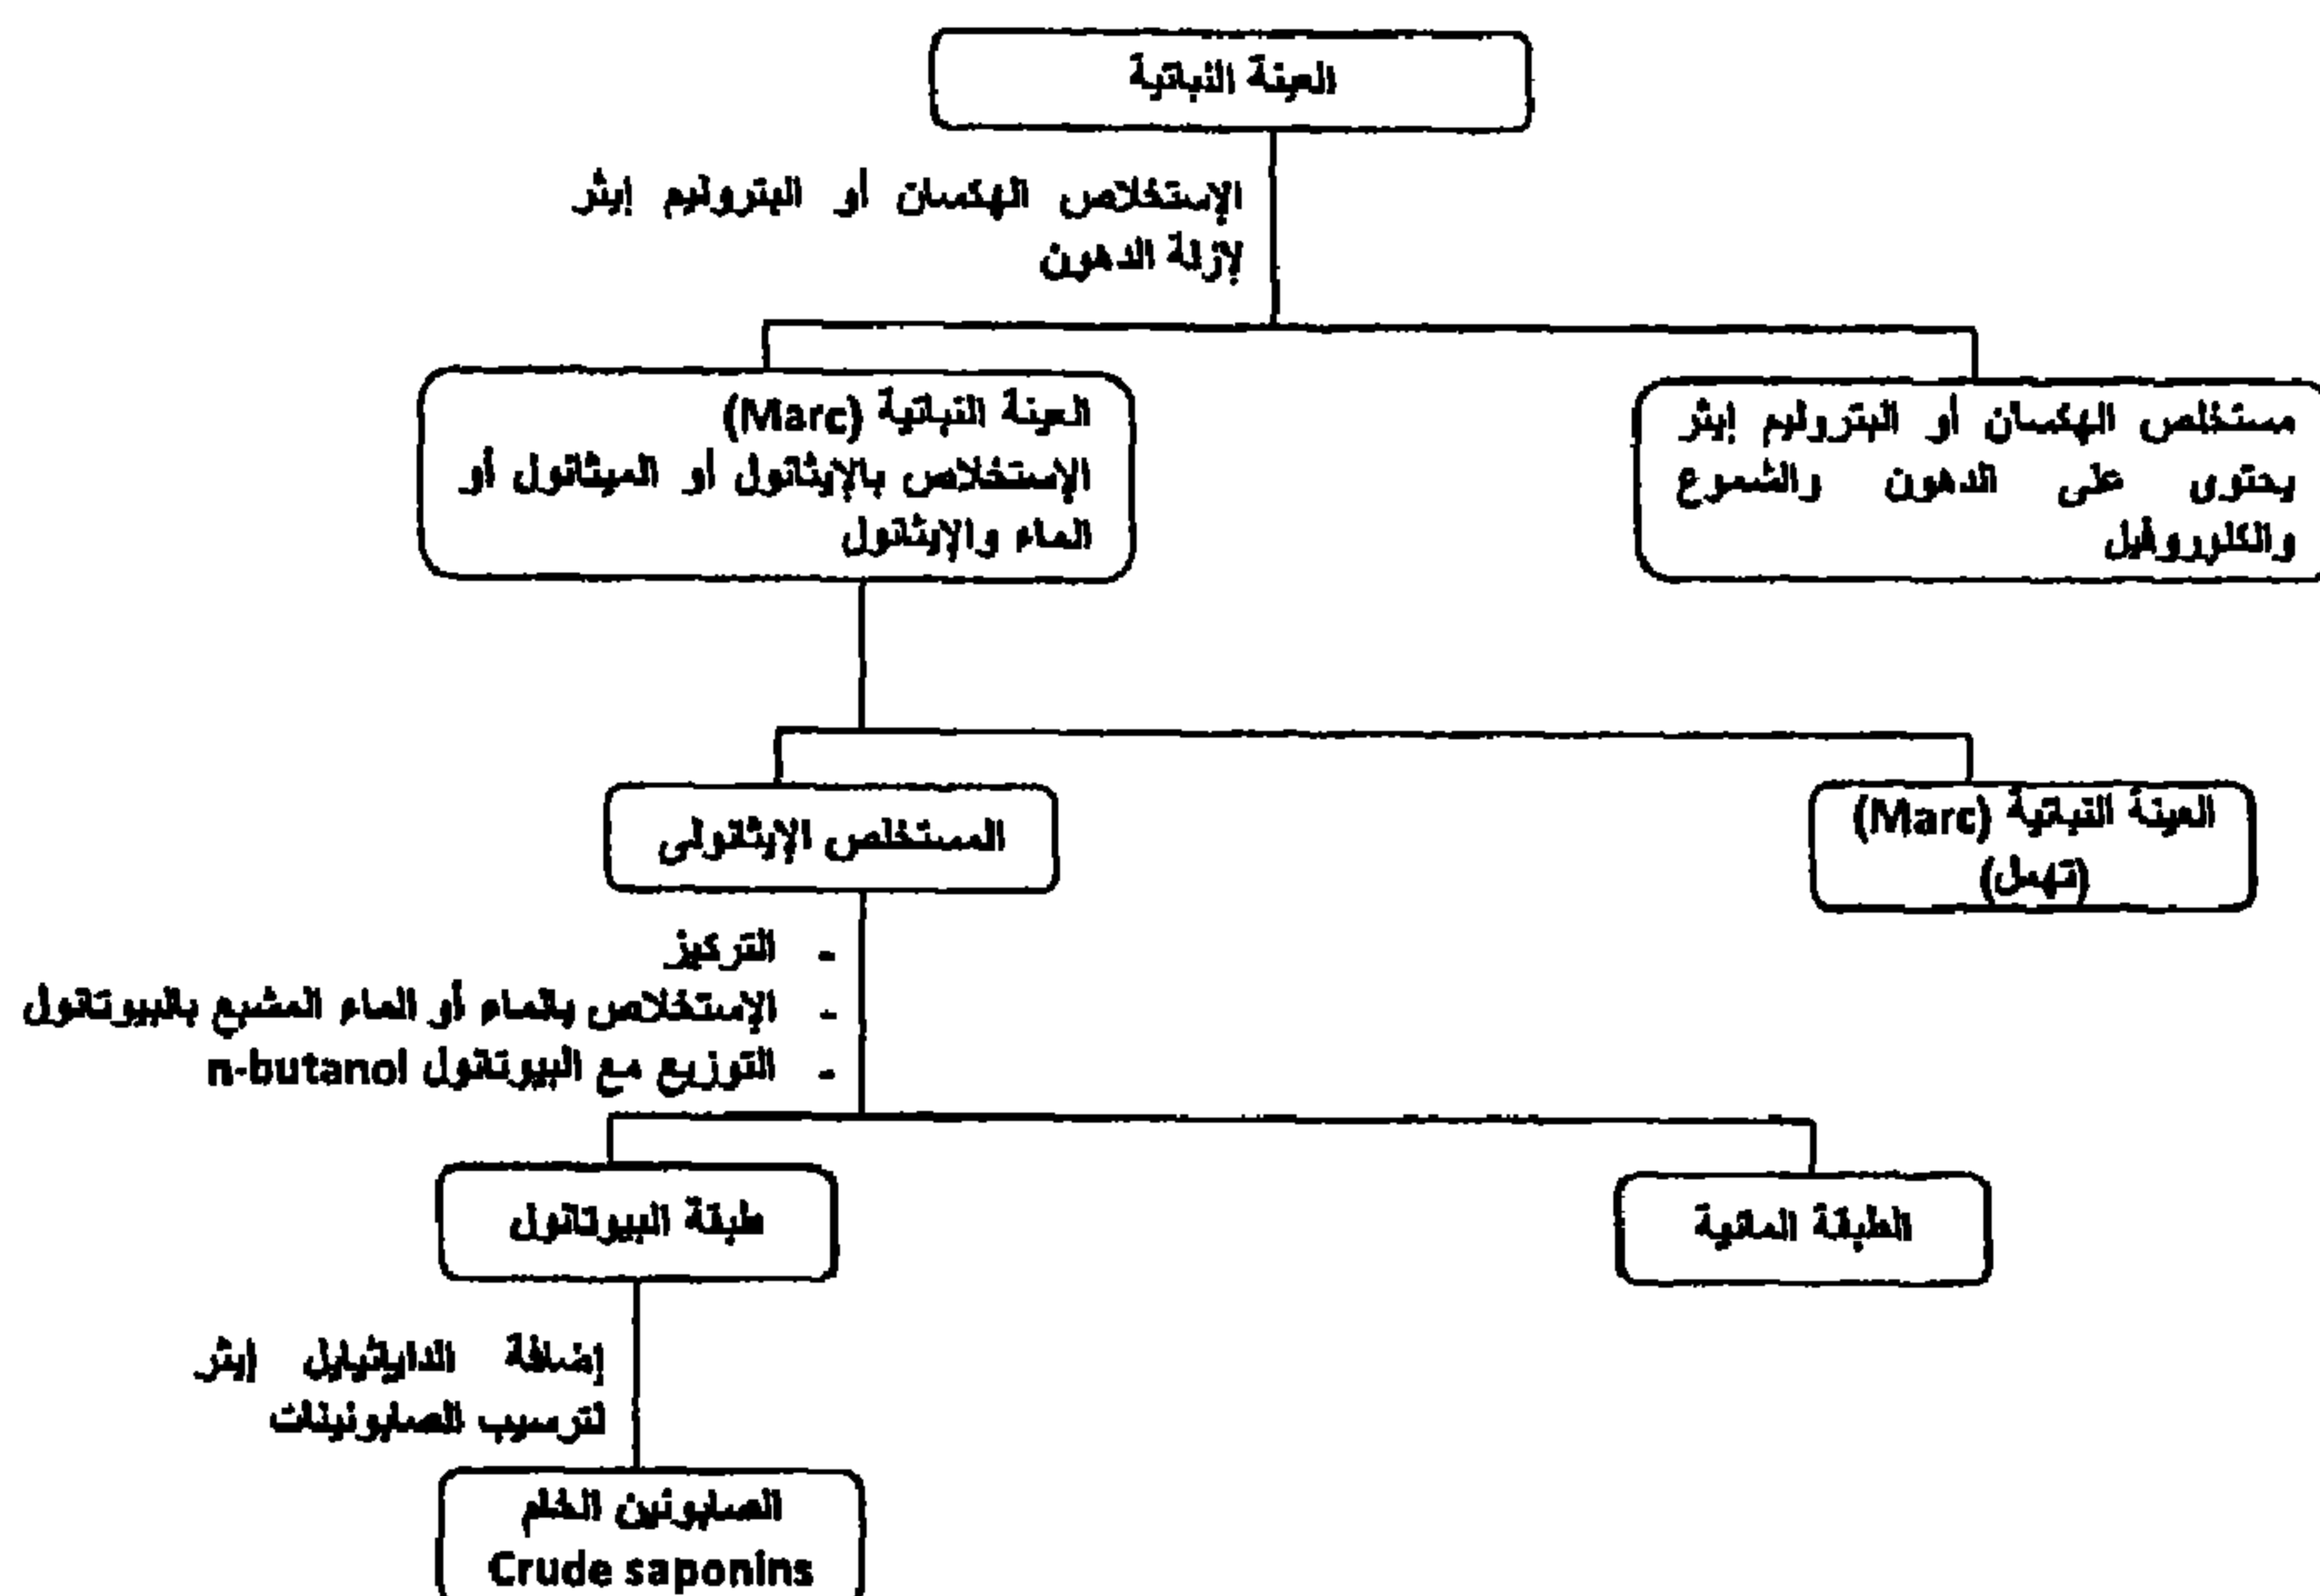 العينة النباتية
الإستخلاص الهكسان أو البتروليم إيثر
لإزلة الدهون
العينة النباتية (Marc)
الإستخلاص بالإيثانول أو الميثانول أو
الماء والإيثانول
مستخلص الهكسان أو البتروليم إيثر
يحتوى على الدهون والشموع
والكلوروفيل
المستخلص الإيثانولى
العينة النباتية (Marc)
(تهمل)
- التركيز
- الإستخلاص بالماء أو الماء المشبع بالبيوتانول
- التوزيع مع البيوتانول n-butanol
طبقة البيوتانول
الطبقة المائية
إضافة الدايثيايل إيثر
لترسيب الصابونينات
الصابونين الخام
Crude saponins